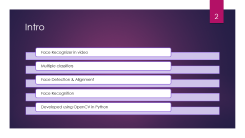 2
Intro
Face Recognition in video
Multiple classifiers
Face Detection & Alignment
Face Recognition
Developed using OpenCV in Python